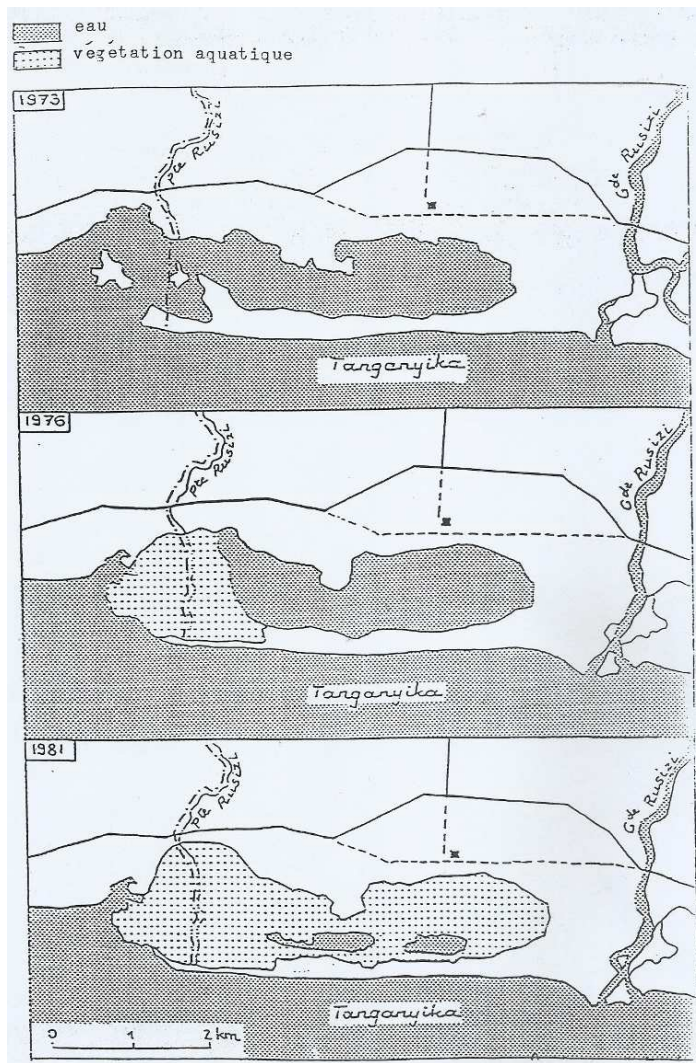 eau
végétation aquatique
1973
Pte RUSIZI
Gde RUSIZI
Tanganyika
1976
Pte RUSIZI
Gde RUSIZI
Tanganyika
1981
Pte RUSIZI
Gde RUSIZI
Tanganyika
0 1 2 km